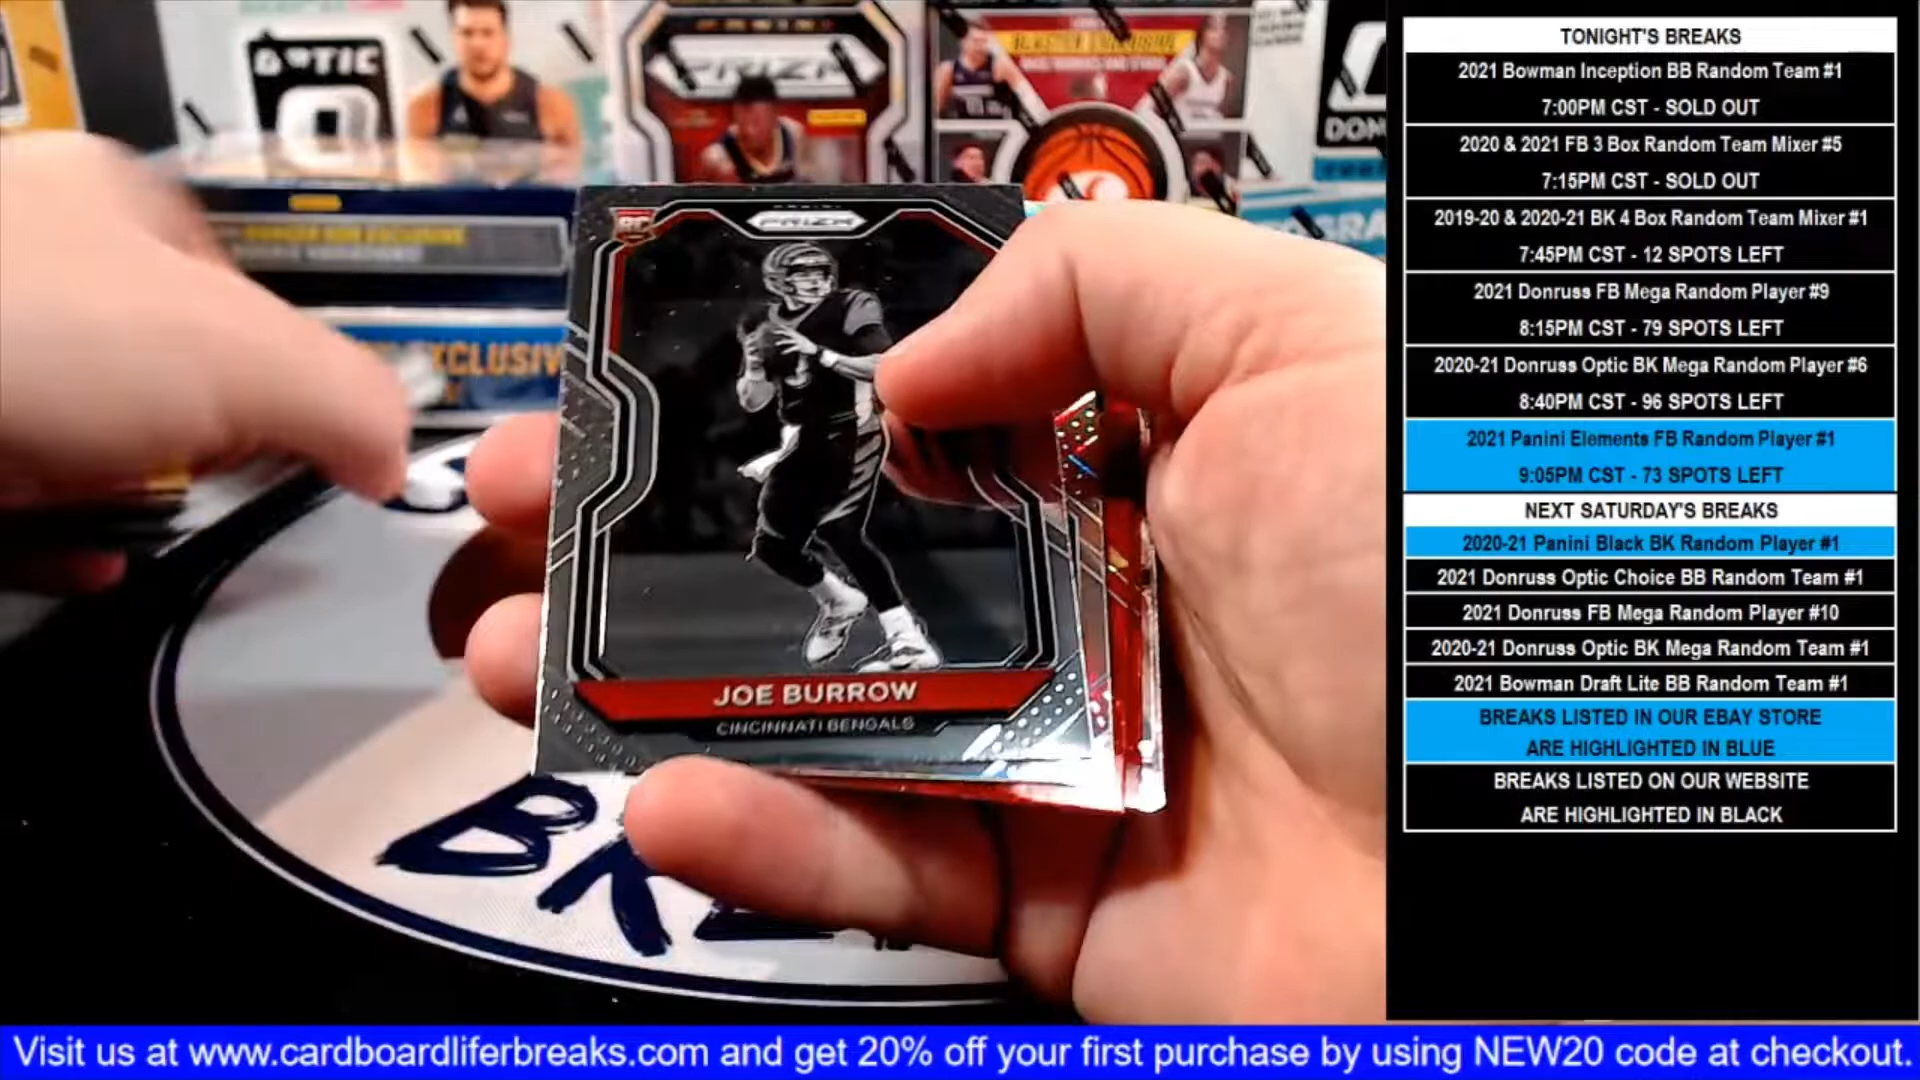 OPTIC
PRIZM
BLASTER EXCLUSIVE
EXCLUSIV
RC
PRIZM
JOE BURROW
CINCINNATI BENGALS
TONIGHT'S BREAKS
2021 Bowman Inception BB Random Team #1
7:00PM CST - SOLD OUT
2020 & 2021 FB 3 Box Random Team Mixer #5
7:15PM CST - SOLD OUT
2019-20 & 2020-21 BK 4 Box Random Team Mixer #1
7:45PM CST - 12 SPOTS LEFT
2021 Donruss FB Mega Random Player #9
8:15PM CST - 79 SPOTS LEFT
2020-21 Donruss Optic BK Mega Random Player #6
8:40PM CST - 96 SPOTS LEFT
2021 Panini Elements FB Random Player #1
9:05PM CST - 73 SPOTS LEFT
NEXT SATURDAY'S BREAKS
2020-21 Panini Black BK Random Player #1
2021 Donruss Optic Choice BB Random Team #1
2021 Donruss FB Mega Random Player #10
2020-21 Donruss Optic BK Mega Random Team #1
2021 Bowman Draft Lite BB Random Team #1
BREAKS LISTED IN OUR EBAY STORE
ARE HIGHLIGHTED IN BLUE
BREAKS LISTED ON OUR WEBSITE
ARE HIGHLIGHTED IN BLACK
Visit us at www.cardboardliferbreaks.com and get 20% off your first purchase by using NEW20 code at checkout.